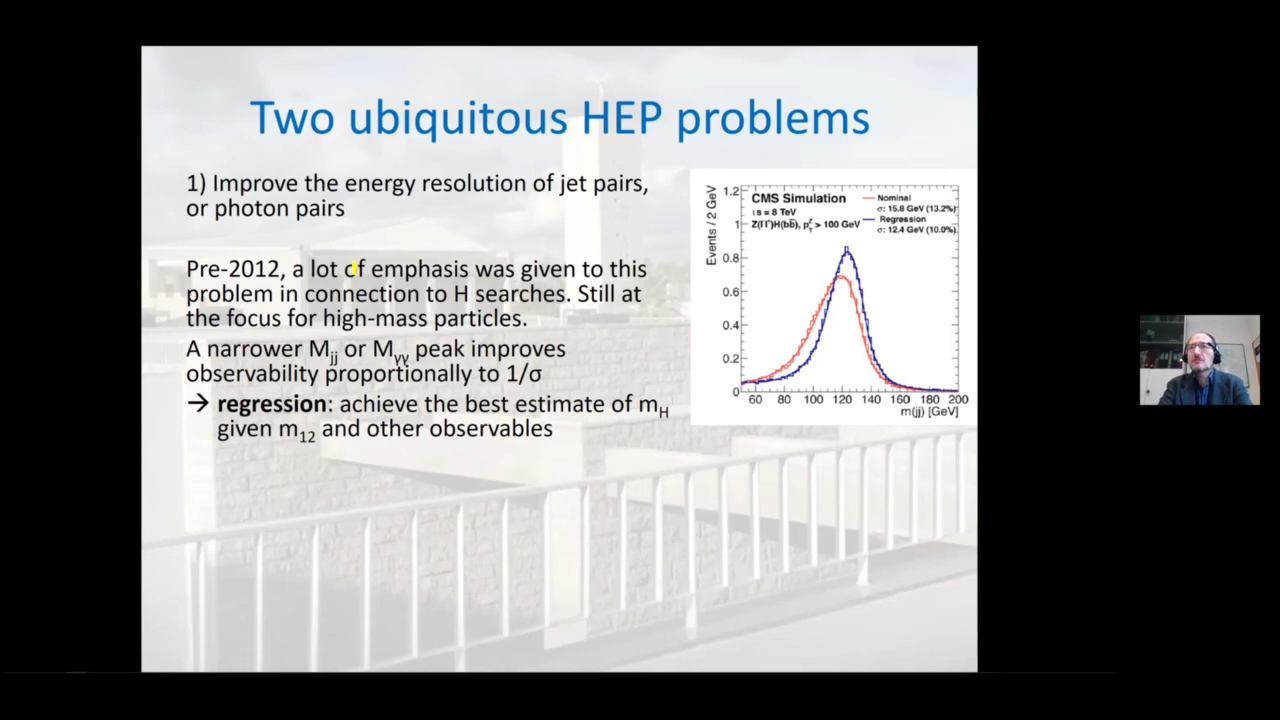 Two ubiquitous HEP problems
1) Improve the energy resolution of jet pairs,
or photon pairs
Pre-2012, a lot of emphasis was given to this
problem in connection to H searches. Still at
the focus for high-mass particles.
A narrower Mjj or Mγγ peak improves
observability proportionally to 1/σ
→ regression: achieve the best estimate of mH
given m12 and other observables
Events / 2 GeV
1.2
1
0.8
0.6
0.4
0.2
0
CMS Simulation
s = 8 TeV
Z(l⁻l⁺)H(bb̅), pTZ > 100 GeV
Nominal
σ: 15.8 GeV (13.2%)
Regression
σ: 12.4 GeV (10.0%)
60 80 100 120 140 160 180 200
m(jj) [GeV]